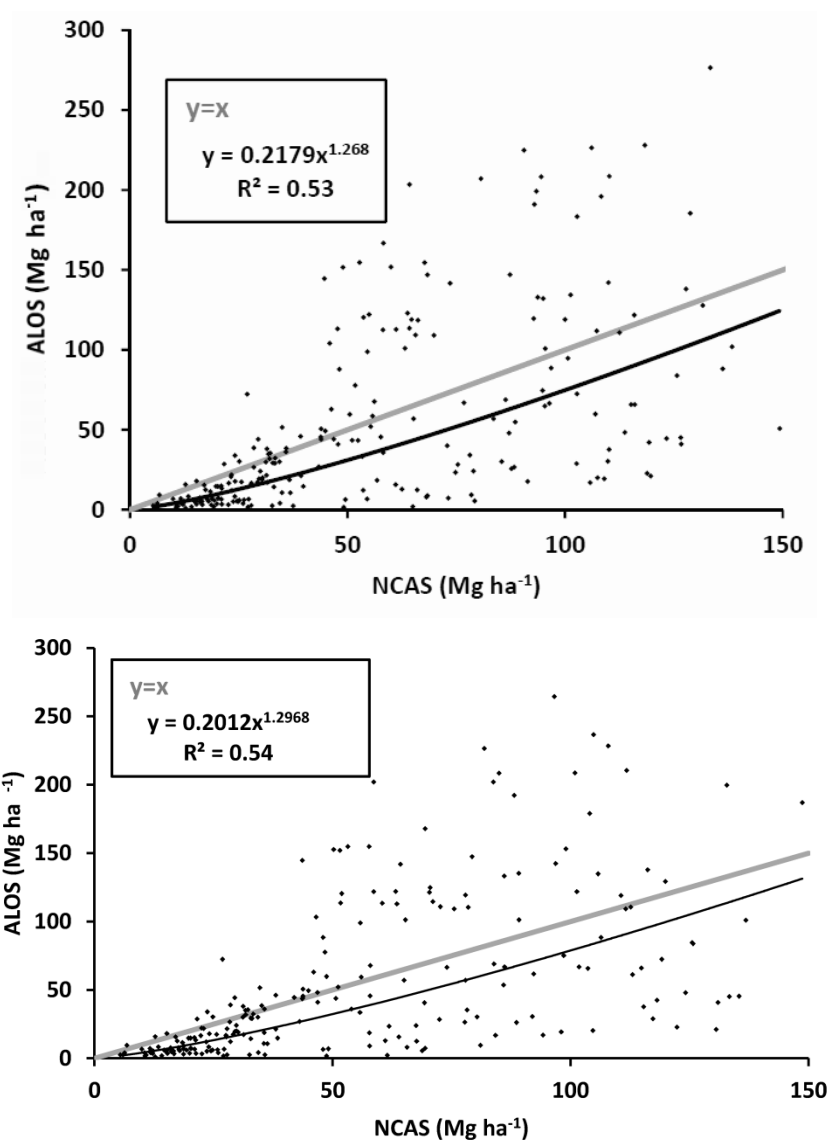 300
250
200
150
100
50
0
ALOS (Mg ha⁻¹)
y=x
y = 0.2179x^1.268
R² = 0.53
0 50 100 150
NCAS (Mg ha⁻¹)
300
250
200
150
100
50
0
ALOS (Mg ha ⁻¹)
y=x
y = 0.2012x^1.2968
R² = 0.54
0 50 100 150
NCAS (Mg ha⁻¹)